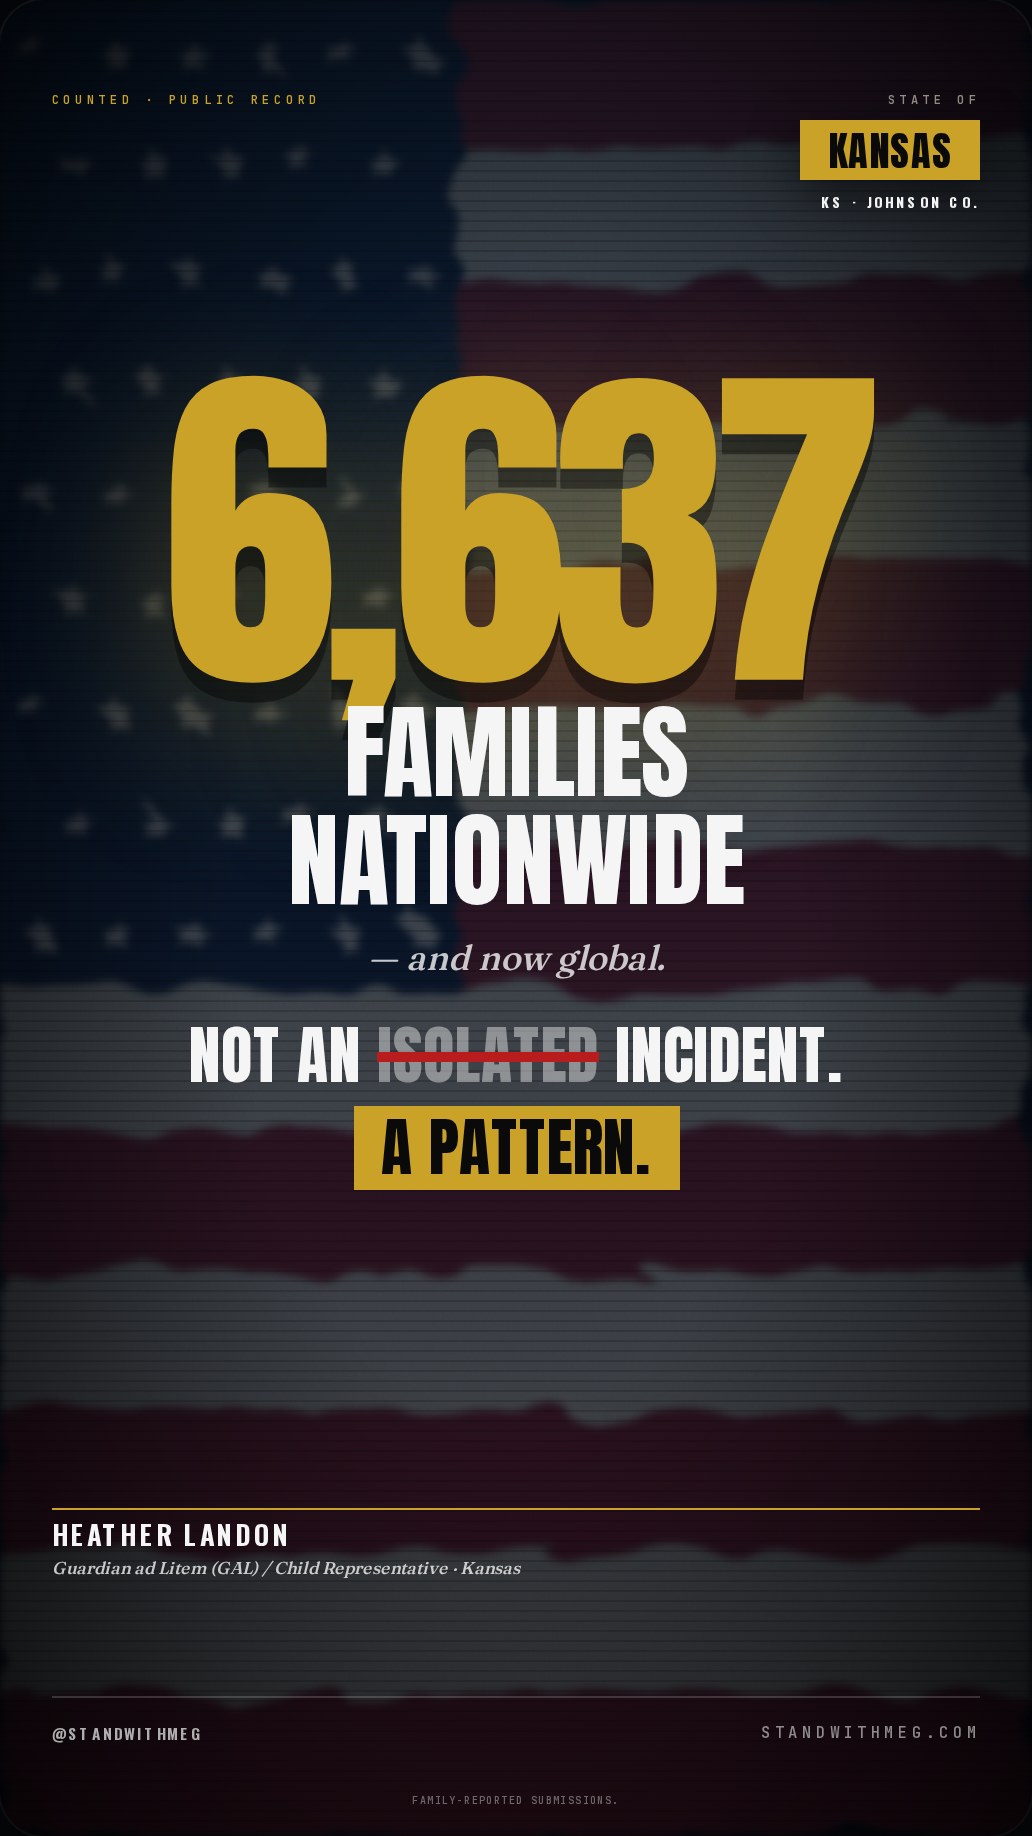 COUNTED · PUBLIC RECORD
STATE OF
KANSAS
KS · JOHNSON CO.
6,637
FAMILIES
NATIONWIDE
— and now global.
NOT AN ISOLATED INCIDENT.
A PATTERN.
HEATHER LANDON
Guardian ad Litem (GAL) / Child Representative · Kansas
@STANDWITHMEG
STANDWITHMEG.COM
FAMILY-REPORTED SUBMISSIONS.